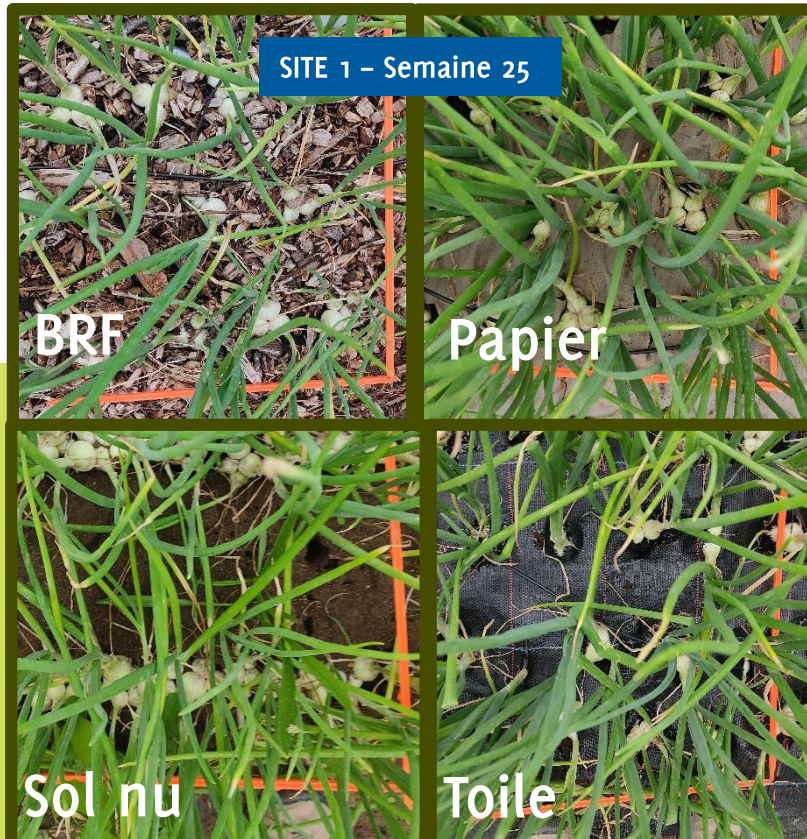 SITE 1 – Semaine 25
BRF
Papier
Sol nu
Toile